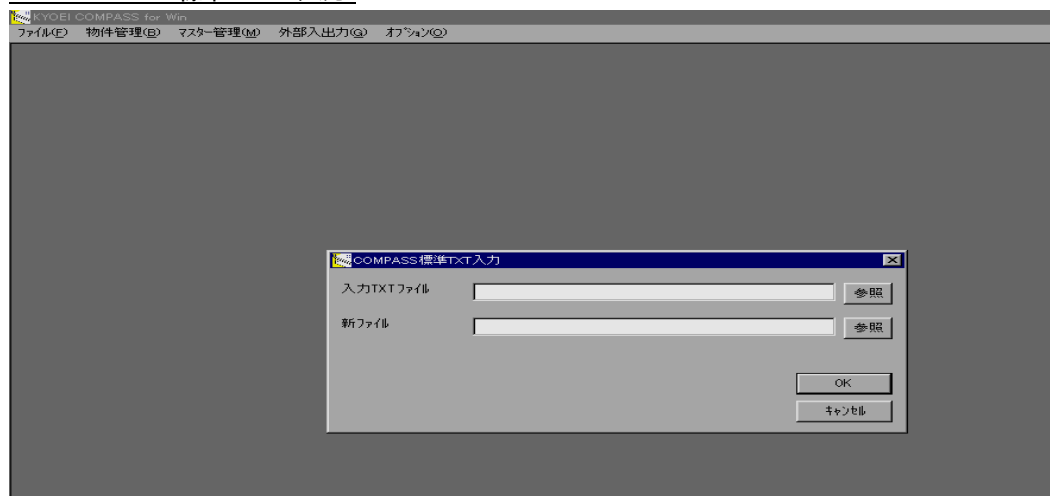 KYOEI COMPASS for Win
ファイル(F) 物件管理(B) マスター管理(M) 外部入出力(G) オプション(O)
COMPASS標準TXT入力
入力TXTファイル
参照
新ファイル
参照
OK
キャンセル